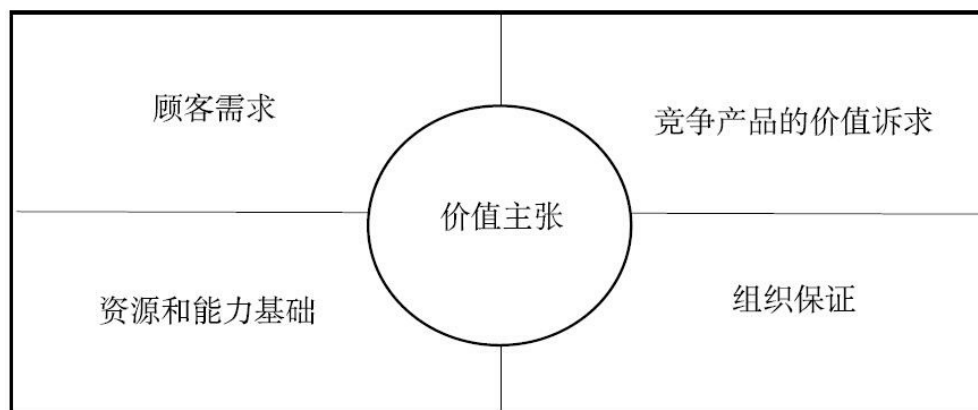 顾客需求
竞争产品的价值诉求
价值主张
资源和能力基础
组织保证